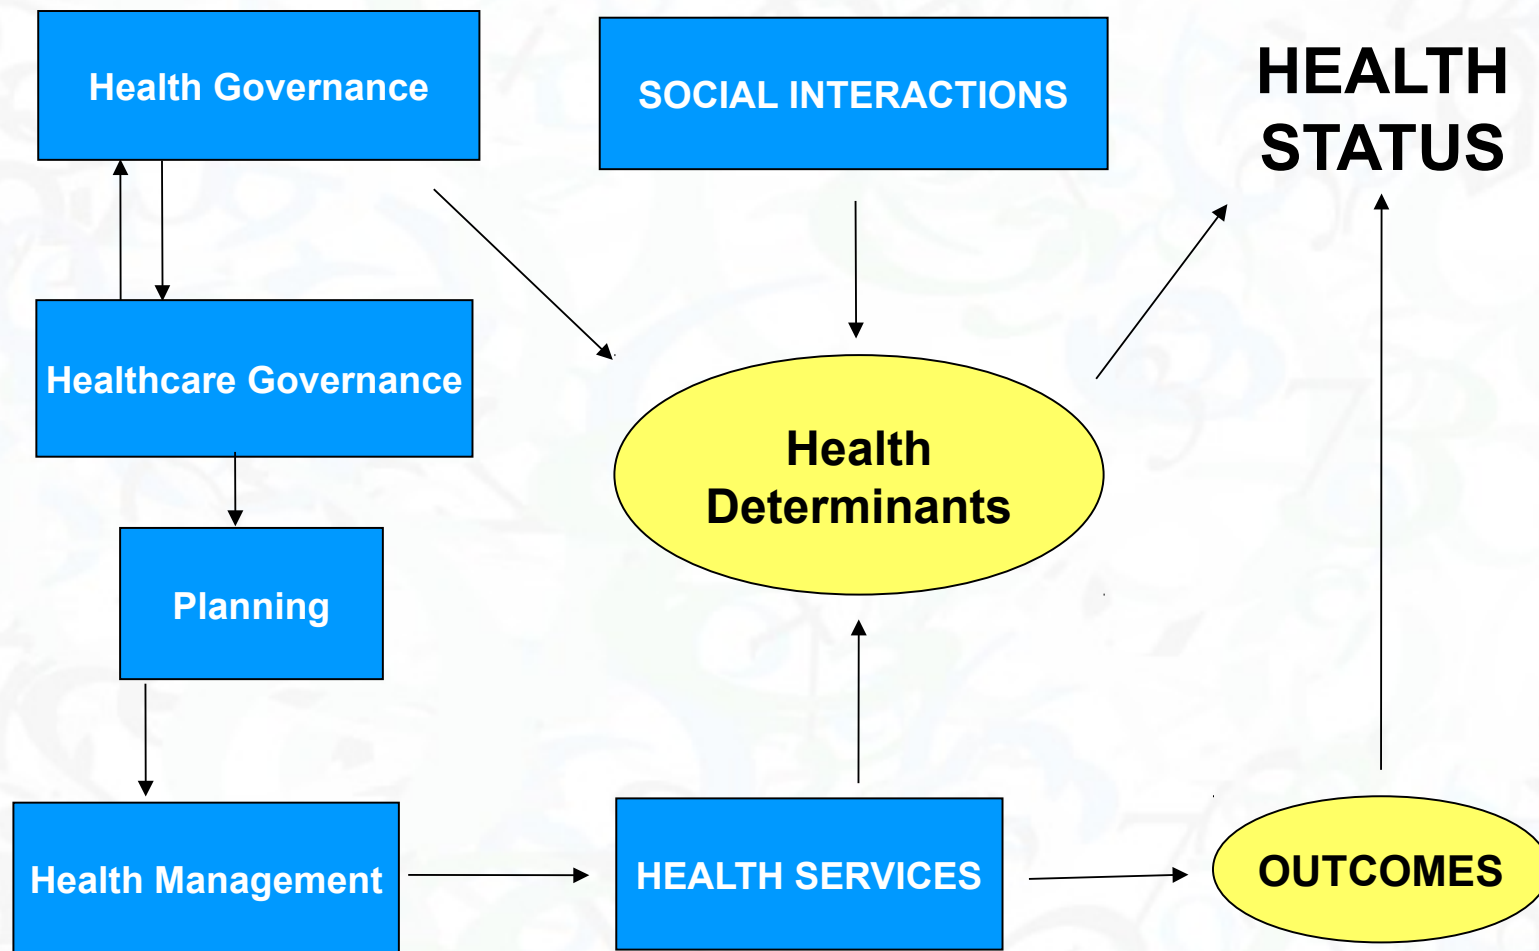 Health Governance
SOCIAL INTERACTIONS
HEALTH
STATUS
Healthcare Governance
Health
Determinants
Planning
Health Management
HEALTH SERVICES
OUTCOMES